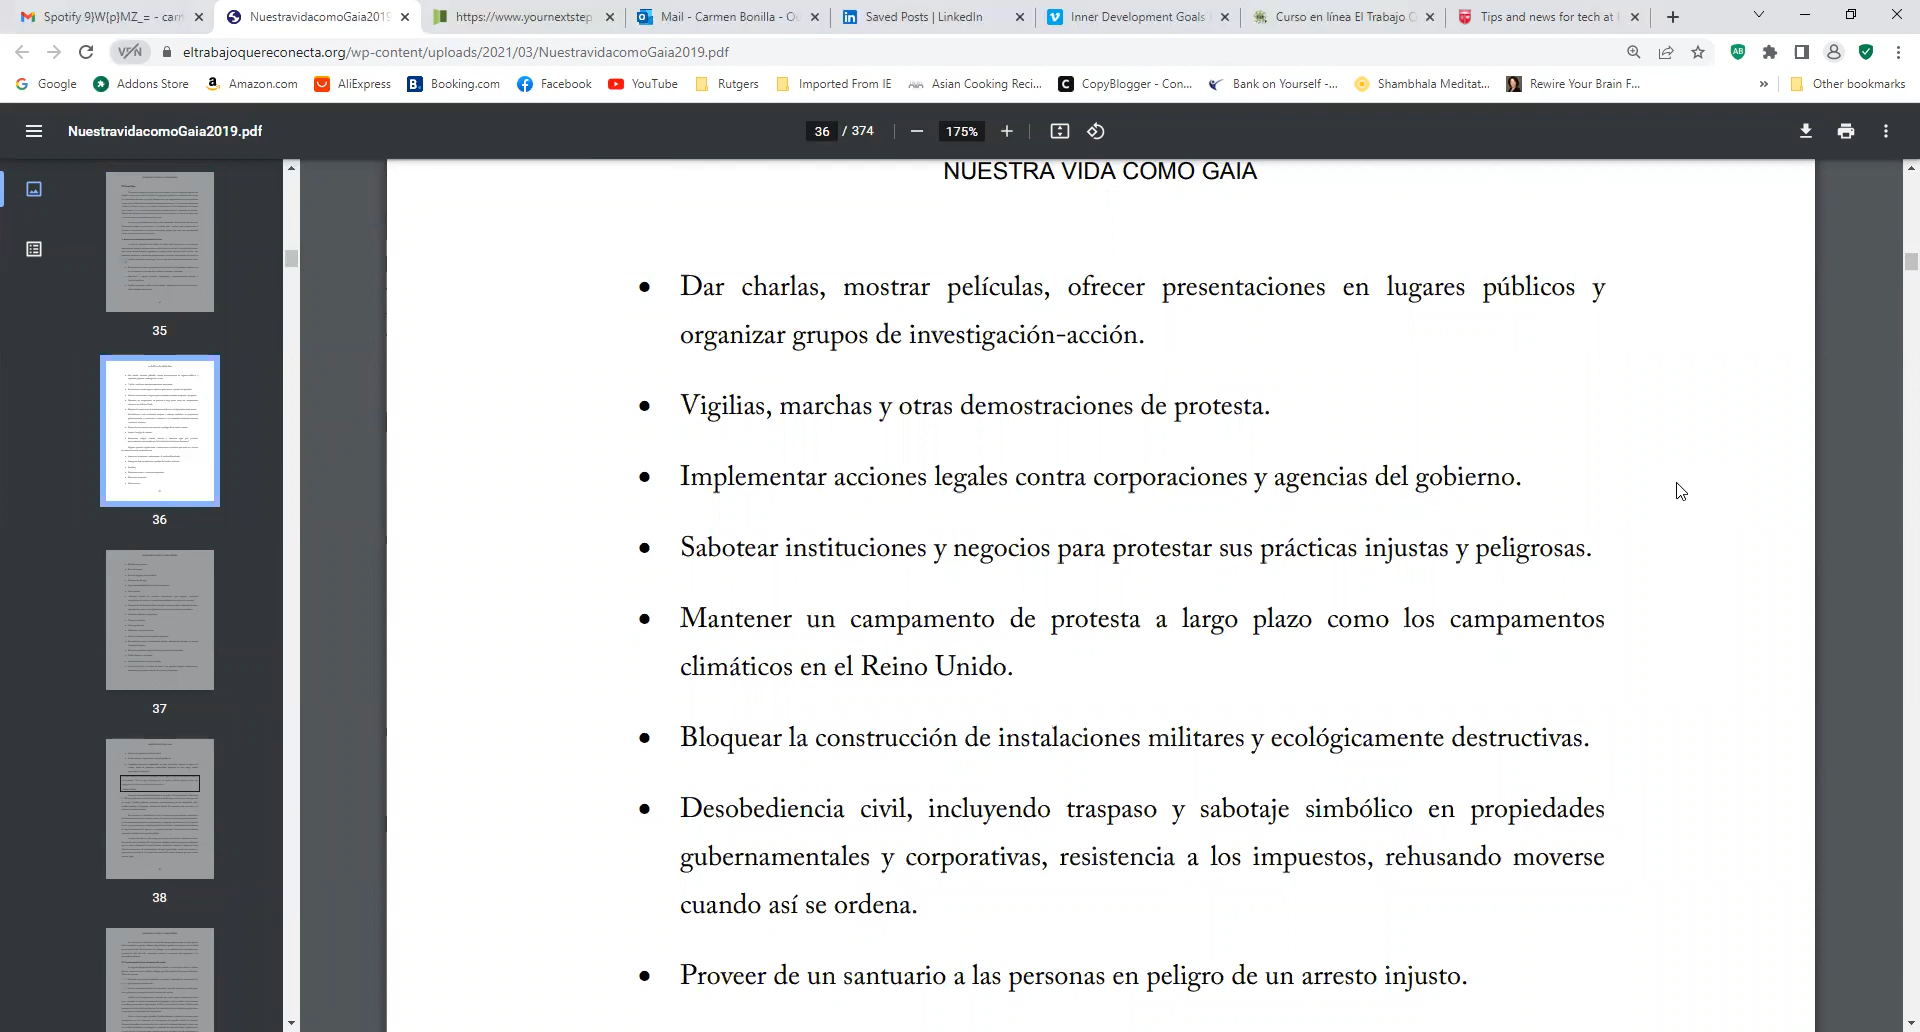 Spotify 9}W{p}MZ_= - car
NuestravidacomoGaia2019
https://www.yournextstep
Mail - Carmen Bonilla - O
Saved Posts | LinkedIn
Inner Development Goals
Curso en línea El Trabajo
Tips and news for tech at
VPN
eltrabajoquereconecta.org/wp-content/uploads/2021/03/NuestravidacomoGaia2019.pdf
Google
Addons Store
Amazon.com
AliExpress
Booking.com
Facebook
YouTube
Rutgers
Imported From IE
Asian Cooking Reci...
CopyBlogger - Con...
Bank on Yourself -...
Shambhala Meditat...
Rewire Your Brain F...
»
Other bookmarks
NuestravidacomoGaia2019.pdf
36 / 374
175%
35
36
37
38
NUESTRA VIDA COMO GAIA
• Dar charlas, mostrar películas, ofrecer presentaciones en lugares públicos y
organizar grupos de investigación-acción.
• Vigilias, marchas y otras demostraciones de protesta.
• Implementar acciones legales contra corporaciones y agencias del gobierno.
• Sabotear instituciones y negocios para protestar sus prácticas injustas y peligrosas.
• Mantener un campamento de protesta a largo plazo como los campamentos
climáticos en el Reino Unido.
• Bloquear la construcción de instalaciones militares y ecológicamente destructivas.
• Desobediencia civil, incluyendo traspaso y sabotaje simbólico en propiedades
gubernamentales y corporativas, resistencia a los impuestos, rehusando moverse
cuando así se ordena.
• Proveer de un santuario a las personas en peligro de un arresto injusto.